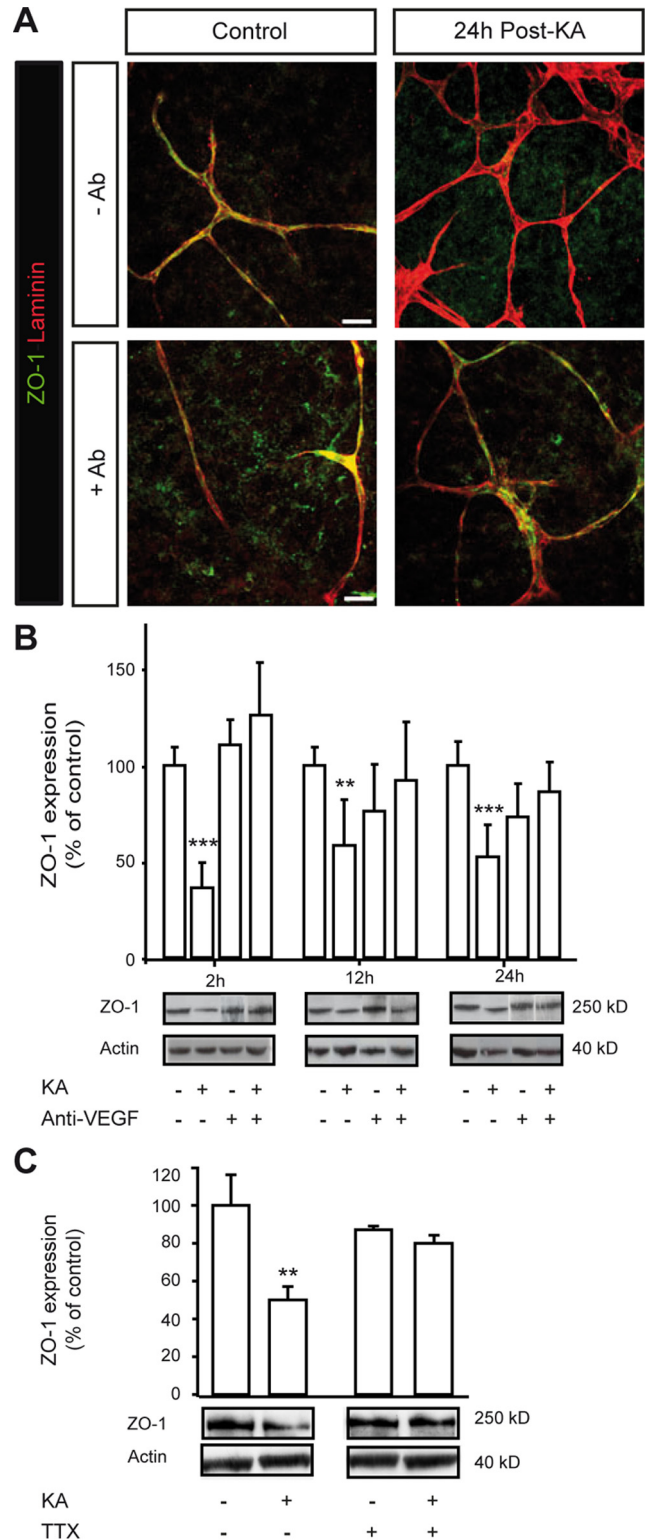 A
Control
24h Post-KA
ZO-1 Laminin
- Ab
+ Ab
B
ZO-1 expression
(% of control)
150
100
50
0
***
**
***
2h
12h
24h
ZO-1
250 kD
Actin
40 kD
KA - + - + - + - + - + - +
Anti-VEGF - - + + - - + + - - + +
C
ZO-1 expression
(% of control)
120
100
80
60
40
20
0
**
ZO-1
250 kD
Actin
40 kD
KA - + - +
TTX - - + +